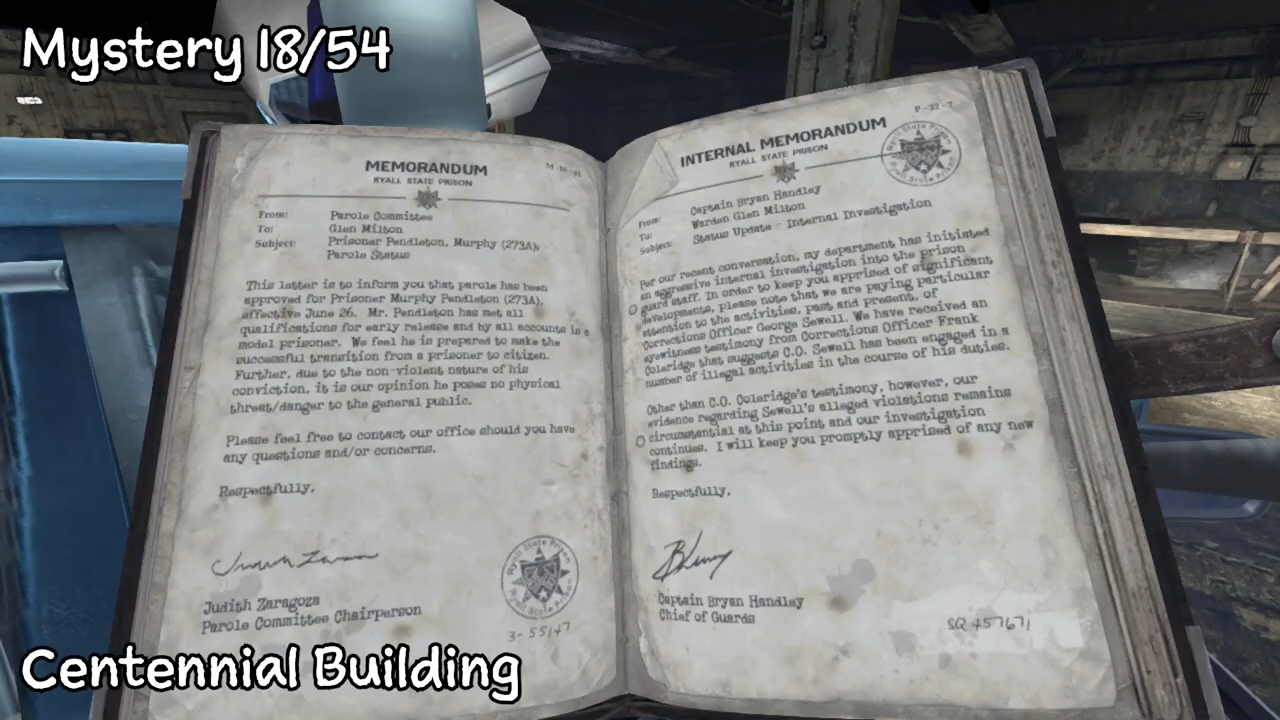 Mystery 18/54
MEMORANDUM
RYALL STATE PRISON
From: Parole Committee
To: Glen Milton
Subject: Prisoner Pendleton, Murphy (273A),
Parole Status
This letter is to inform you that parole has been
approved for Prisoner Murphy Pendleton (273A),
effective June 26. Mr. Pendleton has met all
qualifications for early release and by all accounts is a
model prisoner. We feel he is prepared to make the
successful transition from a prisoner to citizen.
Further, due to the non-violent nature of his
conviction, it is our opinion he poses no physical
threat/danger to the general public.
Please feel free to contact our office should you have
any questions and/or concerns.
Respectfully,
Judith Zaragoza
Parole Committee Chairperson
Ryall State Prison
3-55147
P-32-7
INTERNAL MEMORANDUM
RYALL STATE PRISON
Ryall State Prison
From: Captain Bryan Handley
To: Warden Glen Milton
Subject: Status Update - Internal Investigation
Per our recent conversation, my department has initiated
an aggressive internal investigation into the prison
guard staff. In order to keep you apprised of significant
developments, please note that we are paying particular
attention to the activities, past and present, of
Corrections Officer George Sewell. We have received an
eyewitness testimony from Corrections Officer Frank
Coleridge that suggests C.O. Sewell has been engaged in a
number of illegal activities in the course of his duties.
Other than C.O. Coleridge's testimony, however, our
evidence regarding Sewell's alleged violations remains
circumstantial at this point and our investigation
continues. I will keep you promptly apprised of any new
findings.
Respectfully,
Captain Bryan Handley
Chief of Guards
SQ 457671
Centennial Building